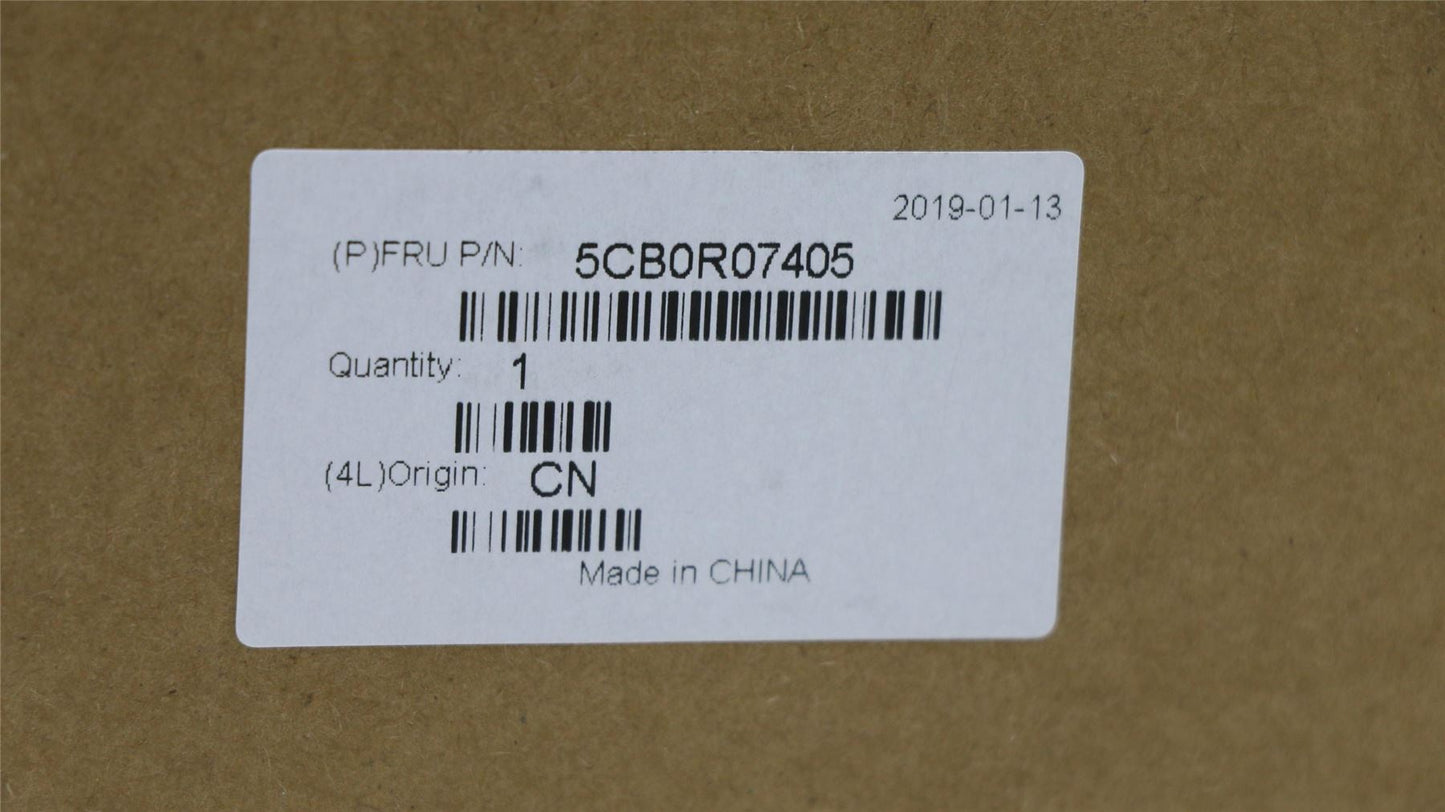 2019-01-13
(P)FRU P/N: 5CB0R07405
Quantity: 1
(4L)Origin: CN
Made in CHINA